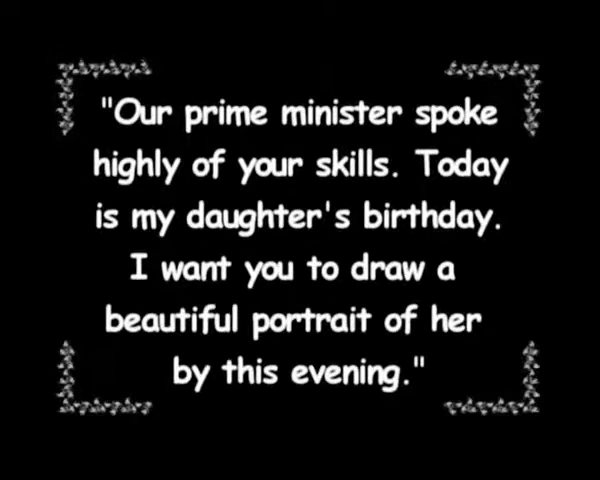 "Our prime minister spoke
highly of your skills. Today
is my daughter's birthday.
I want you to draw a
beautiful portrait of her
by this evening."